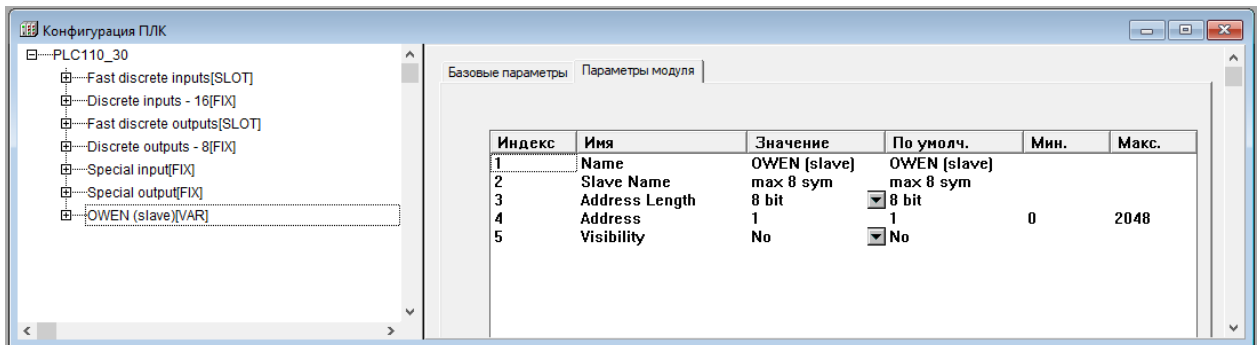 Конфигурация ПЛК
PLC110_30
Fast discrete inputs[SLOT]
Discrete inputs - 16[FIX]
Fast discrete outputs[SLOT]
Discrete outputs - 8[FIX]
Special input[FIX]
Special output[FIX]
OWEN (slave)[VAR]
Базовые параметры Параметры модуля
Индекс Имя Значение По умолч. Мин. Макс.
1 Name OWEN (slave) OWEN (slave)
2 Slave Name max 8 sym max 8 sym
3 Address Length 8 bit 8 bit
4 Address 1 1 0 2048
5 Visibility No No